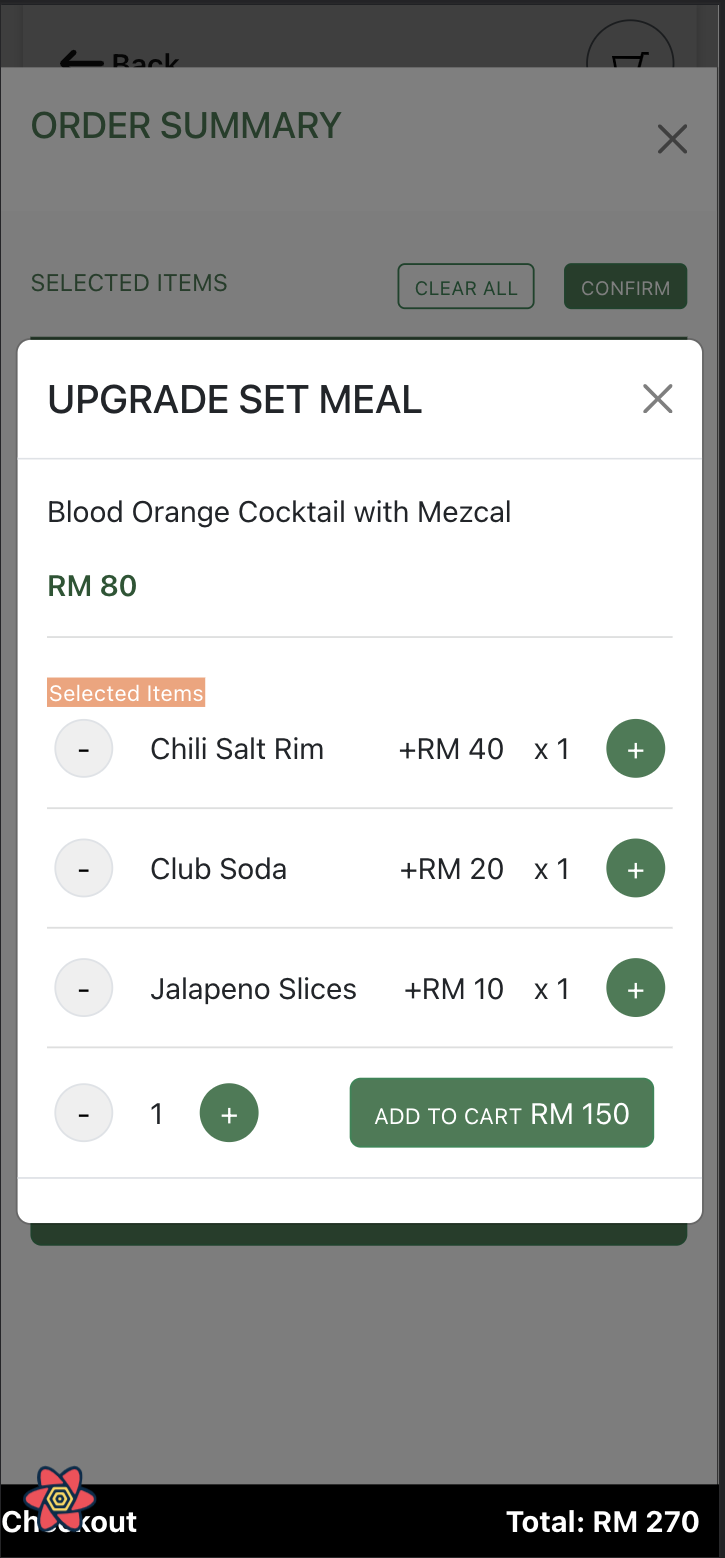 Back
ORDER SUMMARY
SELECTED ITEMS CLEAR ALL CONFIRM
UPGRADE SET MEAL
Blood Orange Cocktail with Mezcal
RM 80
Selected Items
- Chili Salt Rim +RM 40 x 1 +
- Club Soda +RM 20 x 1 +
- Jalapeno Slices +RM 10 x 1 +
- 1 + ADD TO CART RM 150
Checkout Total: RM 270